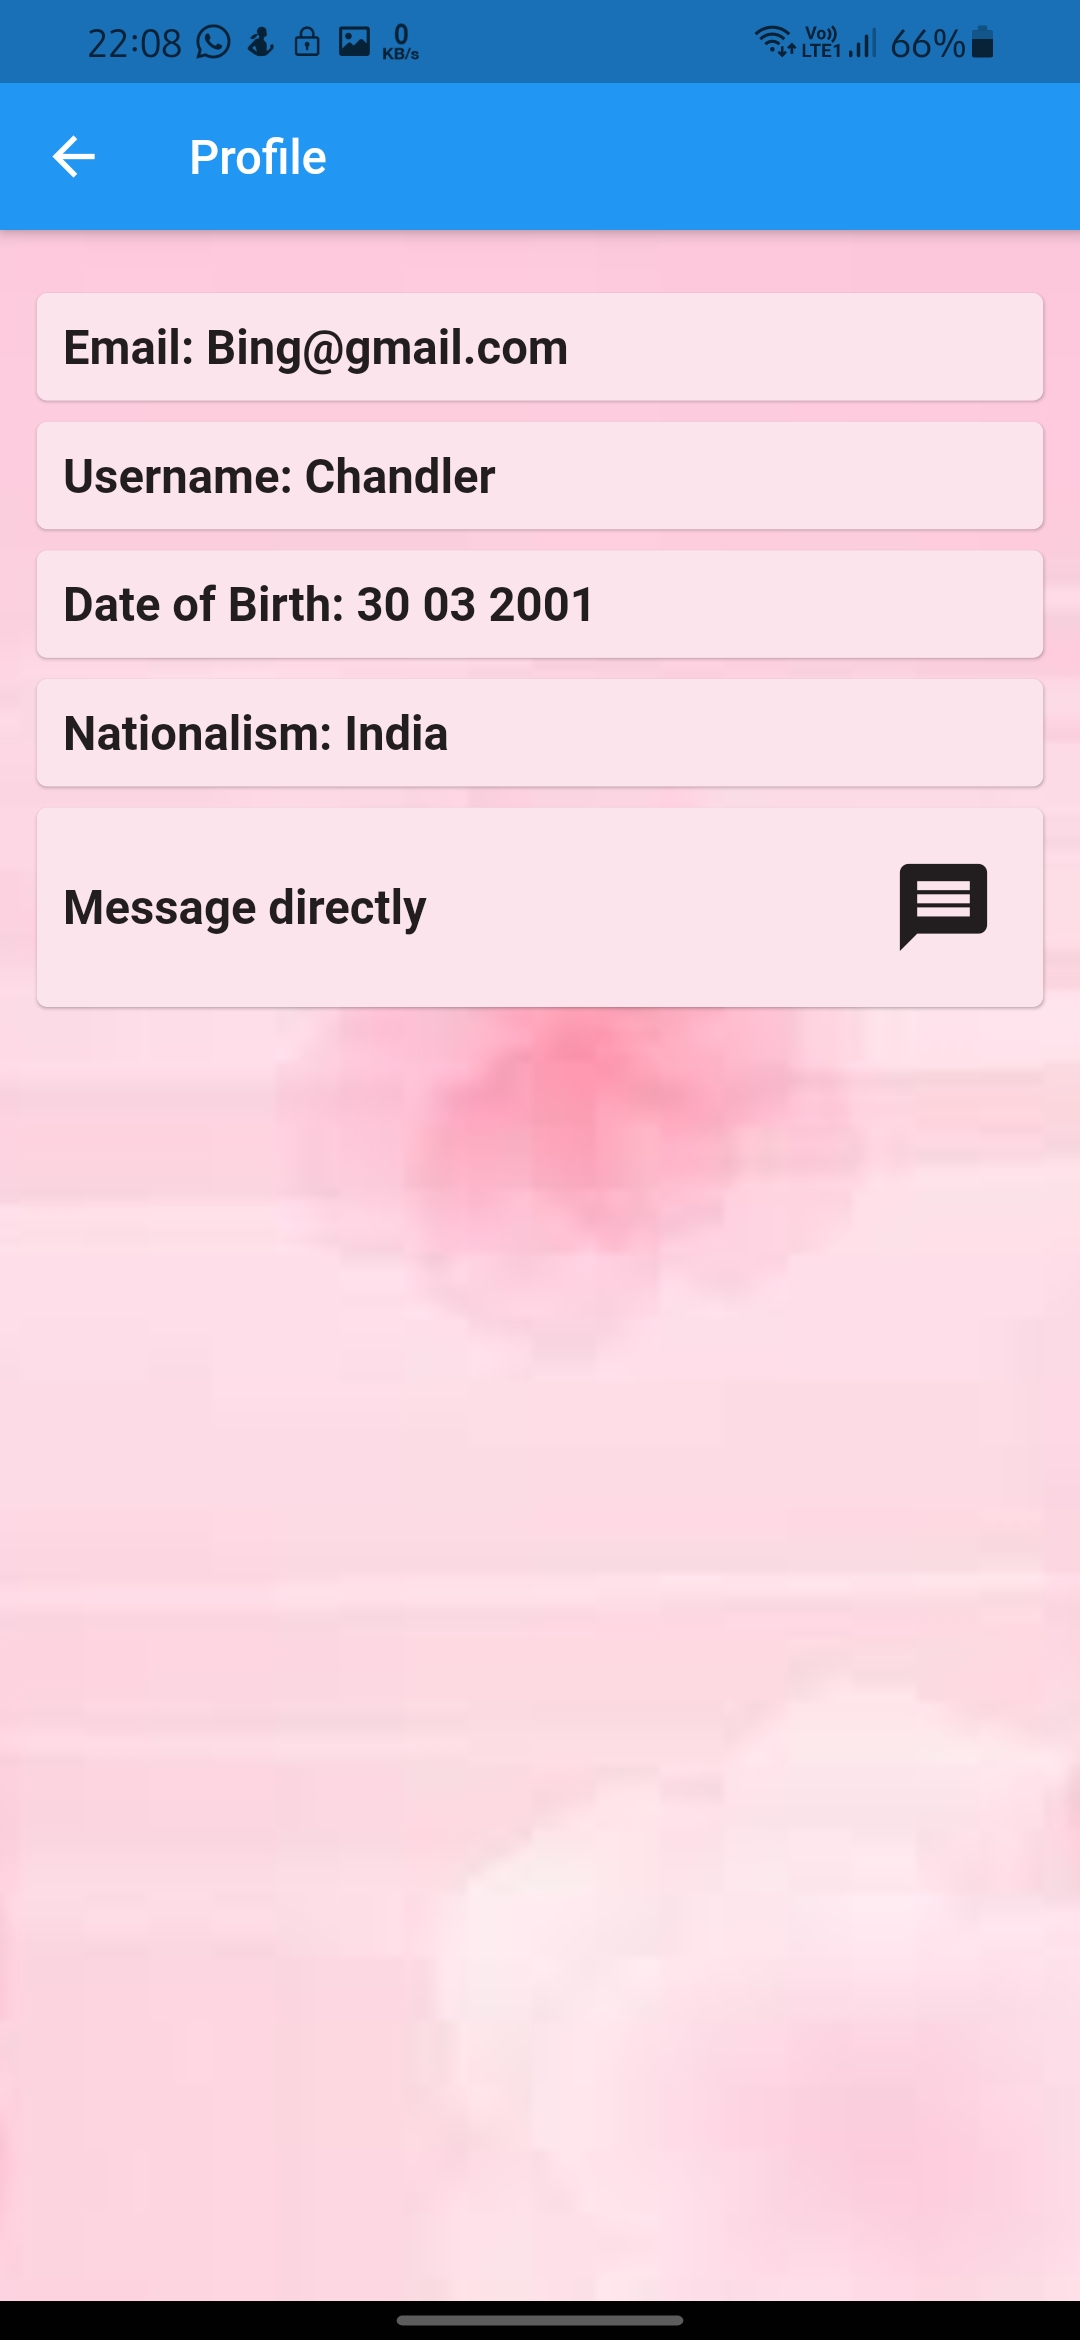 22:08 0 KB/s Vo)) LTE1 66%
Profile
Email: Bing@gmail.com
Username: Chandler
Date of Birth: 30 03 2001
Nationalism: India
Message directly